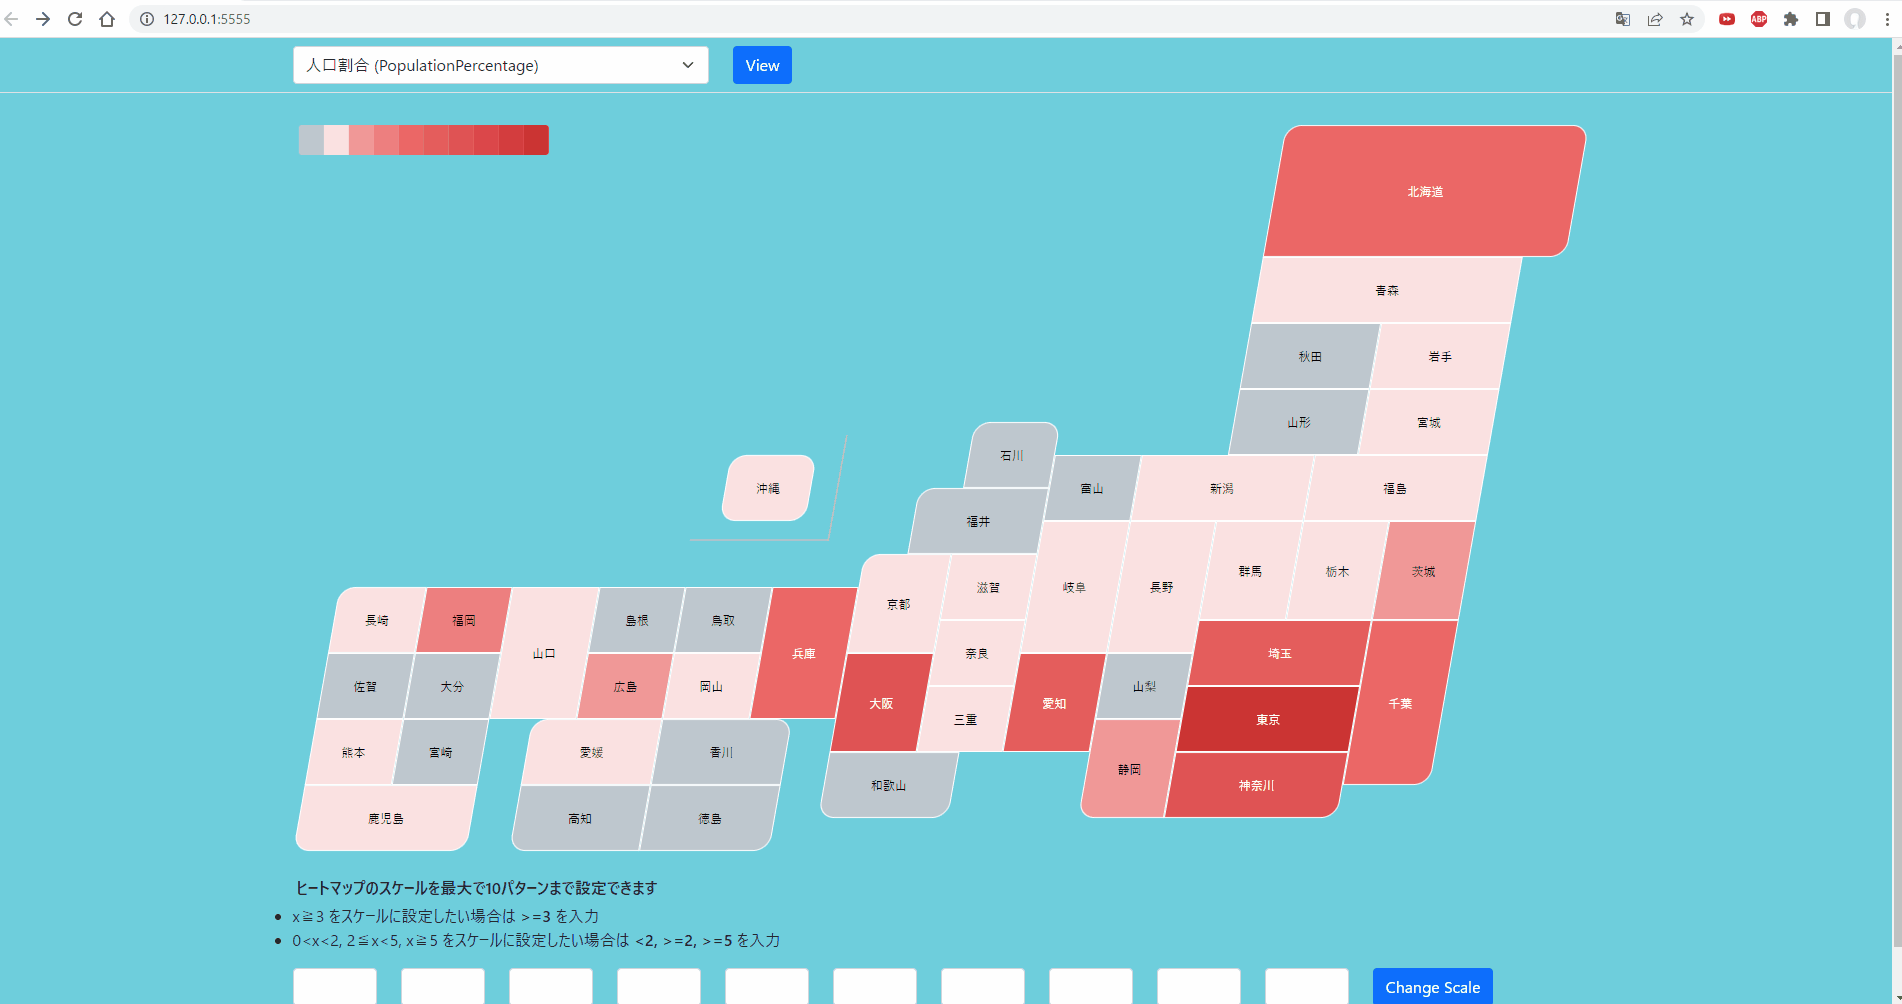 127.0.0.1:5555
人口割合 (PopulationPercentage)
View
北海道
青森
秋田
岩手
山形
宮城
石川
富山
新潟
福島
沖縄
福井
京都
滋賀
岐阜
長野
群馬
栃木
茨城
長崎
福岡
山口
島根
鳥取
兵庫
奈良
埼玉
佐賀
大分
広島
岡山
大阪
三重
愛知
山梨
東京
千葉
熊本
宮崎
愛媛
香川
和歌山
静岡
神奈川
鹿児島
高知
徳島
ヒートマップのスケールを最大で10パターンまで設定できます
x≧3 をスケールに設定したい場合は >=3 を入力
0<x<2, 2≦x<5, x≧5 をスケールに設定したい場合は <2, >=2, >=5 を入力
Change Scale
ABP